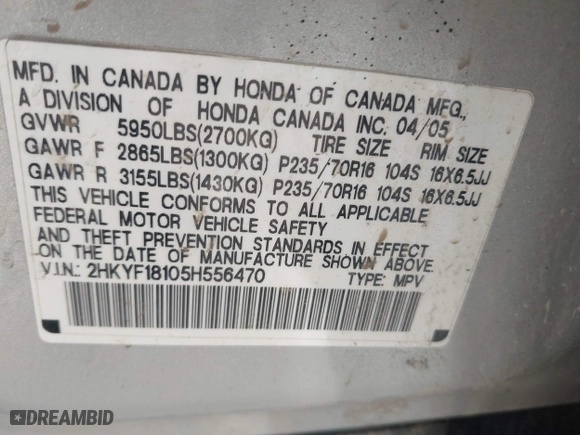 MFD. IN CANADA BY HONDA OF CANADA MFG.,
A DIVISION OF HONDA CANADA INC. 04/05
GVWR 5950LBS(2700KG) TIRE SIZE RIM SIZE
GAWR F 2865LBS(1300KG) P235/70R16 104S 16X6.5JJ
GAWR R 3155LBS(1430KG) P235/70R16 104S 16X6.5JJ
THIS VEHICLE CONFORMS TO ALL APPLICABLE
FEDERAL MOTOR VEHICLE SAFETY
AND THEFT PREVENTION STANDARDS IN EFFECT
ON THE DATE OF MANUFACTURE SHOWN ABOVE.
V.I.N.: 2HKYF18105H556470 TYPE: MPV
DREAMBID